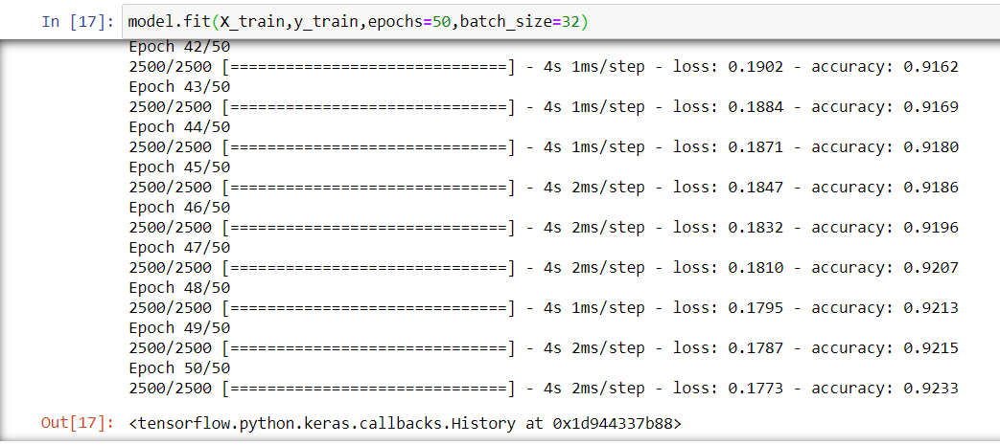 In [17]: model.fit(X_train,y_train,epochs=50,batch_size=32)
Epoch 42/50
2500/2500 [==============================] - 4s 1ms/step - loss: 0.1902 - accuracy: 0.9162
Epoch 43/50
2500/2500 [==============================] - 4s 1ms/step - loss: 0.1884 - accuracy: 0.9169
Epoch 44/50
2500/2500 [==============================] - 4s 1ms/step - loss: 0.1871 - accuracy: 0.9180
Epoch 45/50
2500/2500 [==============================] - 4s 2ms/step - loss: 0.1847 - accuracy: 0.9186
Epoch 46/50
2500/2500 [==============================] - 4s 2ms/step - loss: 0.1832 - accuracy: 0.9196
Epoch 47/50
2500/2500 [==============================] - 4s 2ms/step - loss: 0.1810 - accuracy: 0.9207
Epoch 48/50
2500/2500 [==============================] - 4s 1ms/step - loss: 0.1795 - accuracy: 0.9213
Epoch 49/50
2500/2500 [==============================] - 4s 2ms/step - loss: 0.1787 - accuracy: 0.9215
Epoch 50/50
2500/2500 [==============================] - 4s 2ms/step - loss: 0.1773 - accuracy: 0.9233
Out[17]: <tensorflow.python.keras.callbacks.History at 0x1d944337b88>